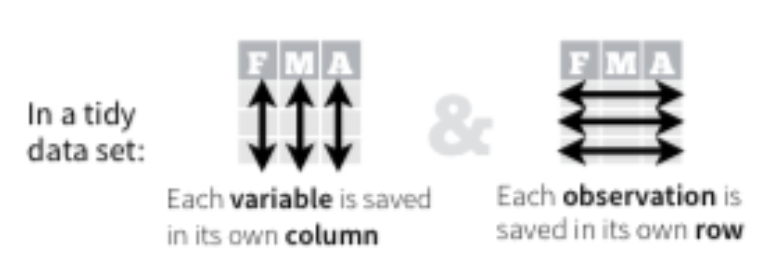 F M A
&
F M A
In a tidy
data set:
Each variable is saved
in its own column
Each observation is
saved in its own row